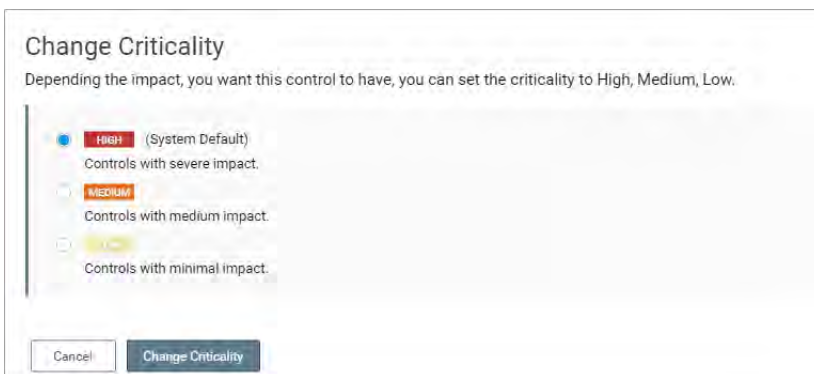 Change Criticality
Depending the impact, you want this control to have, you can set the criticality to High, Medium, Low.
HIGH (System Default)
Controls with severe impact.
MEDIUM
Controls with medium impact.
Controls with minimal impact.
Cancel Change Criticality